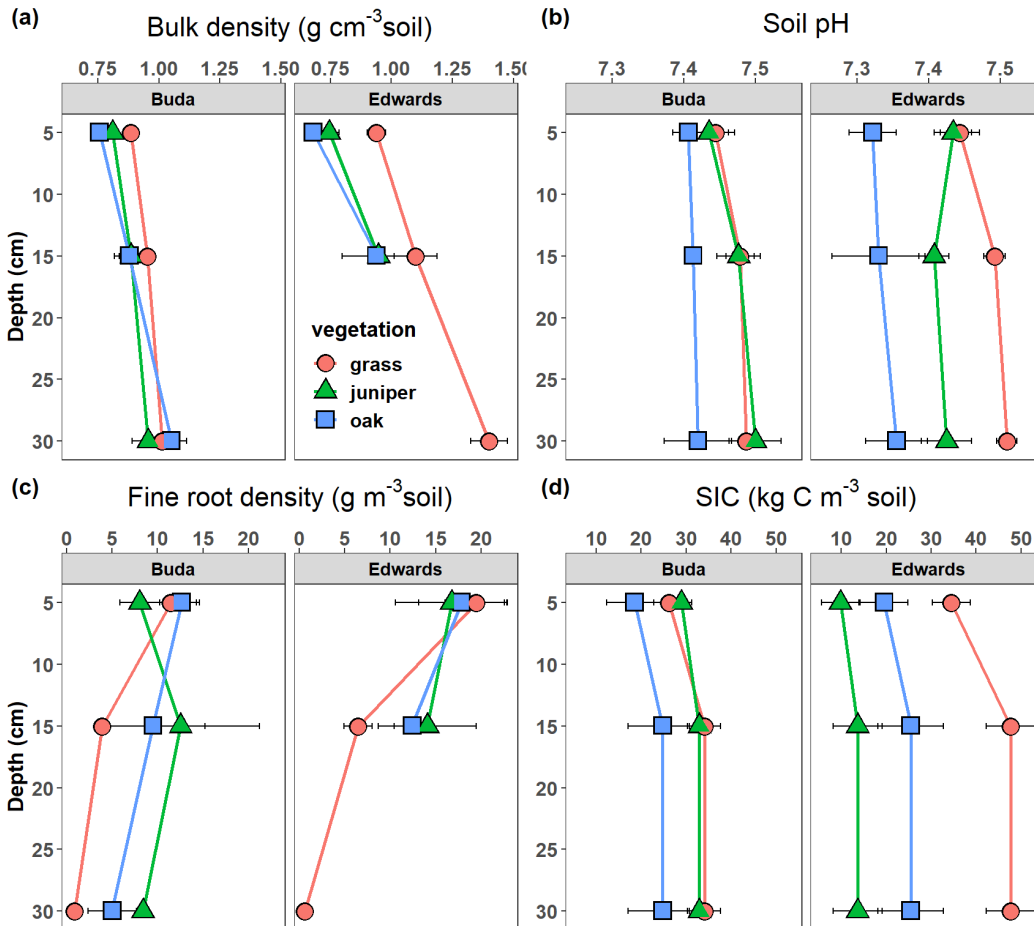 (a)
Bulk density (g cm⁻³soil)
0.75 1.00 1.25 1.50
0.75 1.00 1.25 1.50
Buda
Edwards
Depth (cm)
5
10
15
20
25
30
vegetation
grass
juniper
oak
(b)
Soil pH
7.3 7.4 7.5
7.3 7.4 7.5
Buda
Edwards
(c)
Fine root density (g m⁻³soil)
0 5 10 15 20
0 5 10 15 20
Buda
Edwards
Depth (cm)
5
10
15
20
25
30
(d)
SIC (kg C m⁻³ soil)
10 20 30 40 50
10 20 30 40 50
Buda
Edwards